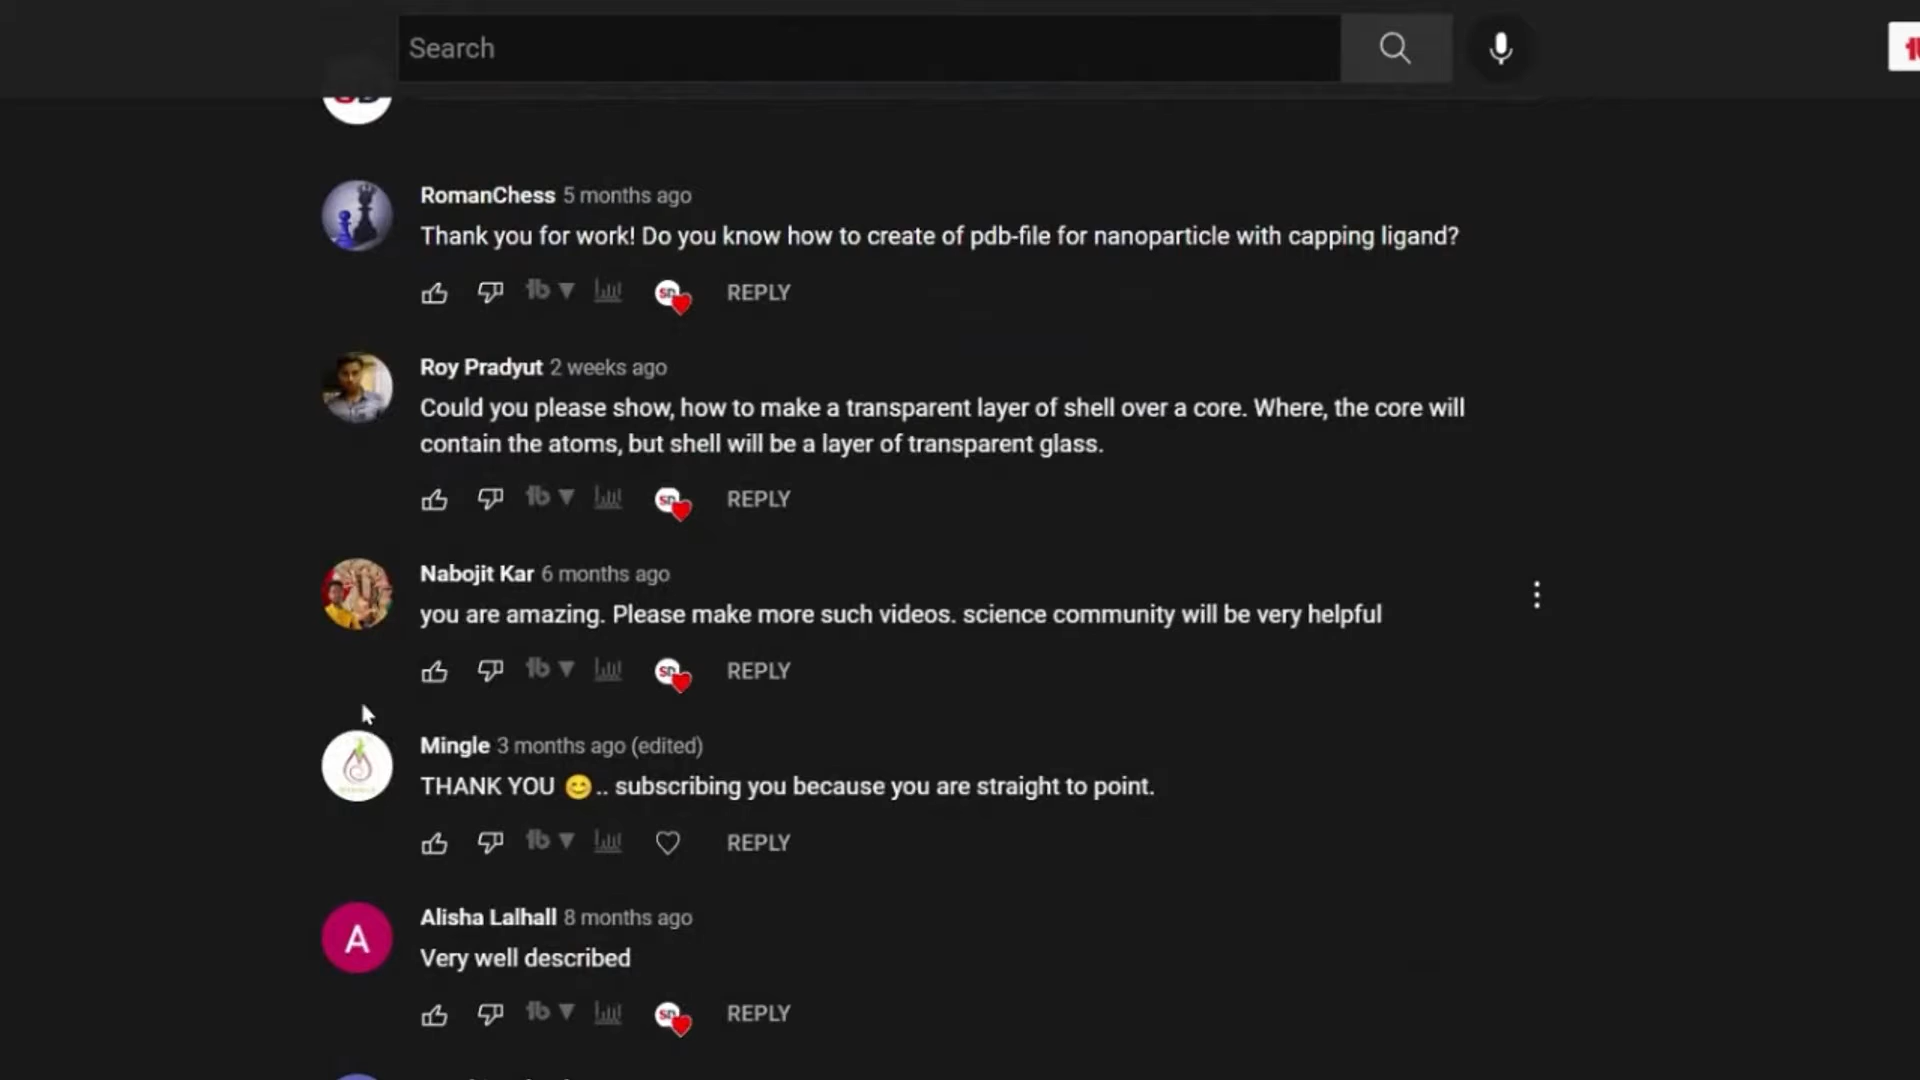 Search
RomanChess 5 months ago
Thank you for work! Do you know how to create of pdb-file for nanoparticle with capping ligand?
REPLY
Roy Pradyut 2 weeks ago
Could you please show, how to make a transparent layer of shell over a core. Where, the core will
contain the atoms, but shell will be a layer of transparent glass.
REPLY
Nabojit Kar 6 months ago
you are amazing. Please make more such videos. science community will be very helpful
REPLY
Mingle 3 months ago (edited)
THANK YOU 😊.. subscribing you because you are straight to point.
REPLY
A
Alisha Lalhall 8 months ago
Very well described
REPLY